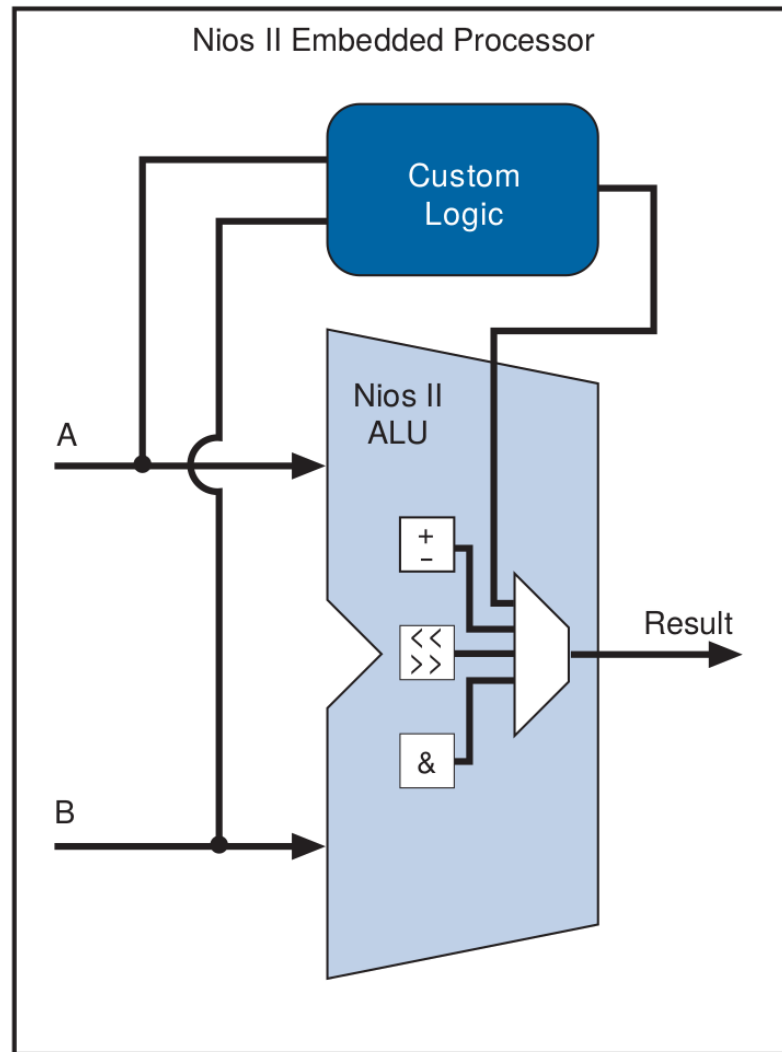 Nios II Embedded Processor
Custom
Logic
Nios II
ALU
A
+
−
<<
>>
Result
&
B